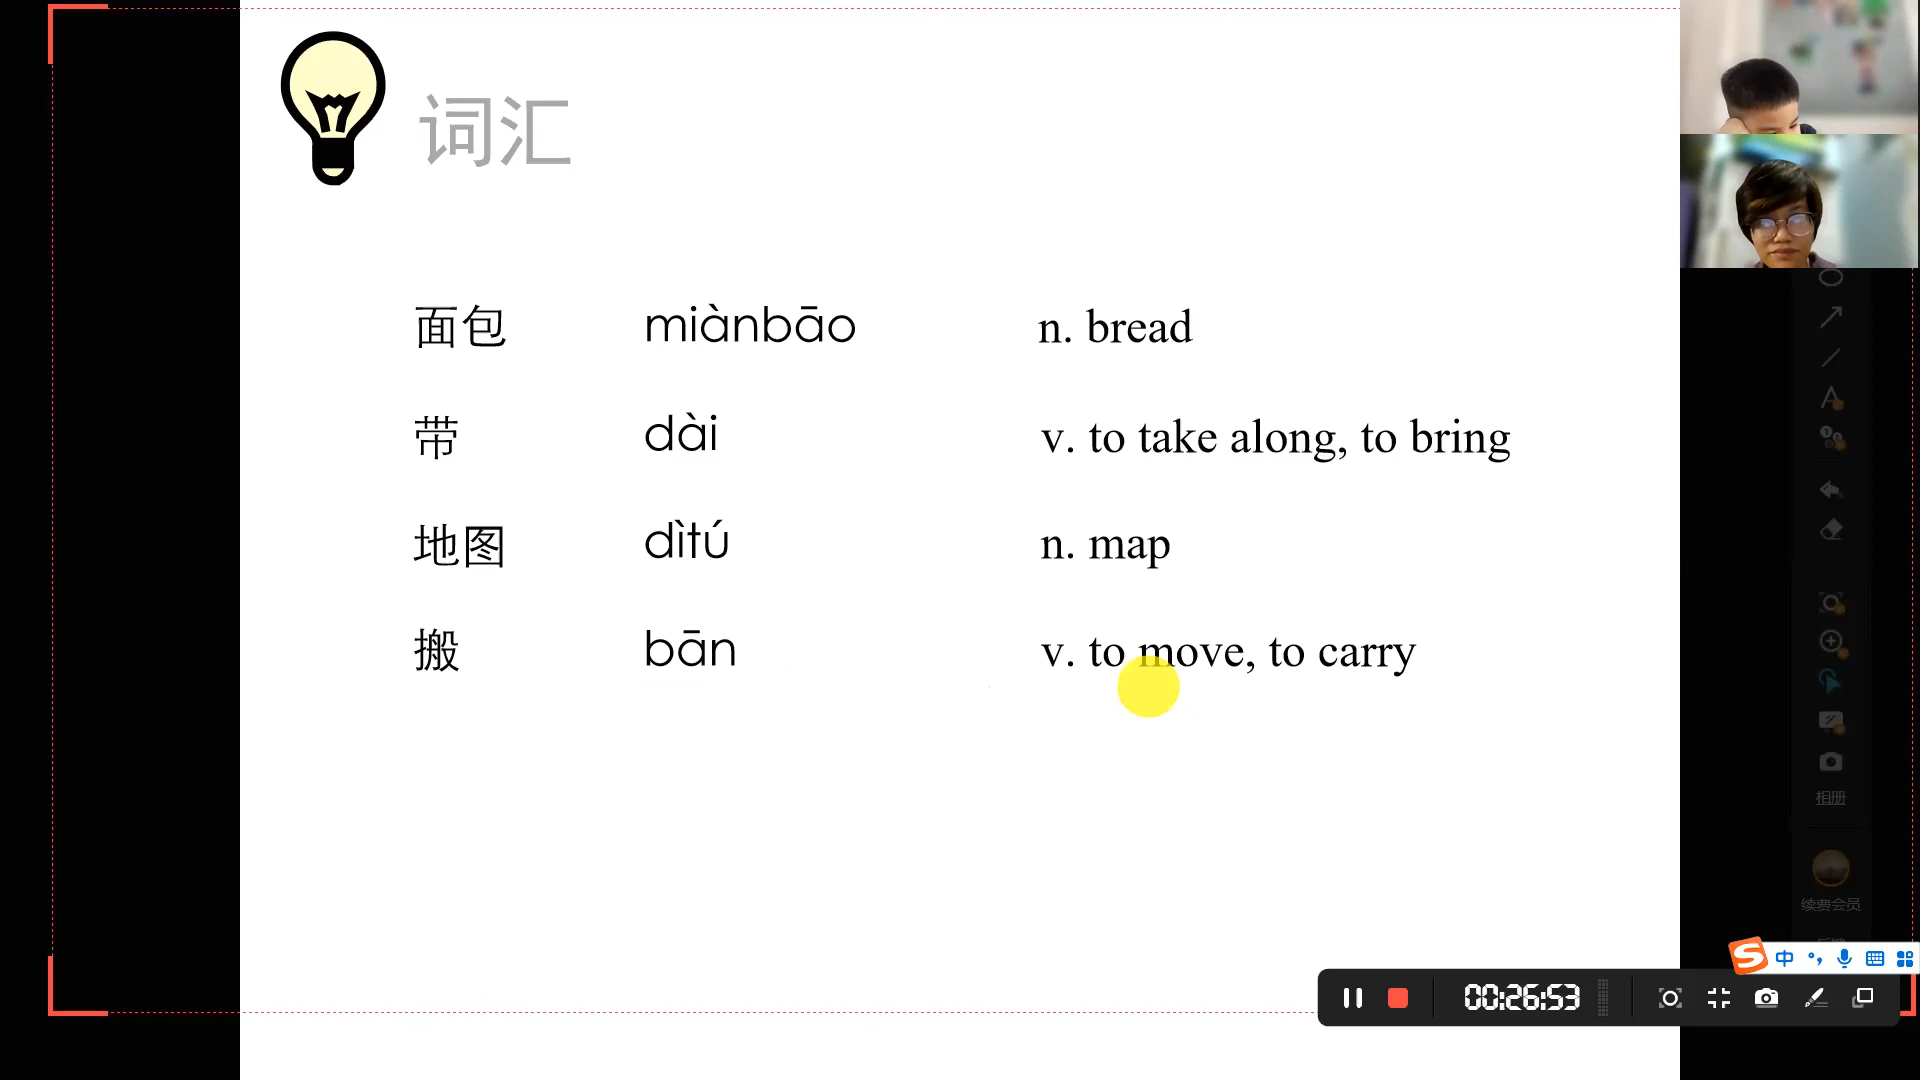 词汇
面包 miànbāo n. bread
带 dài v. to take along, to bring
地图 dìtú n. map
搬 bān v. to move, to carry
相册
续费会员
中
00:26:53